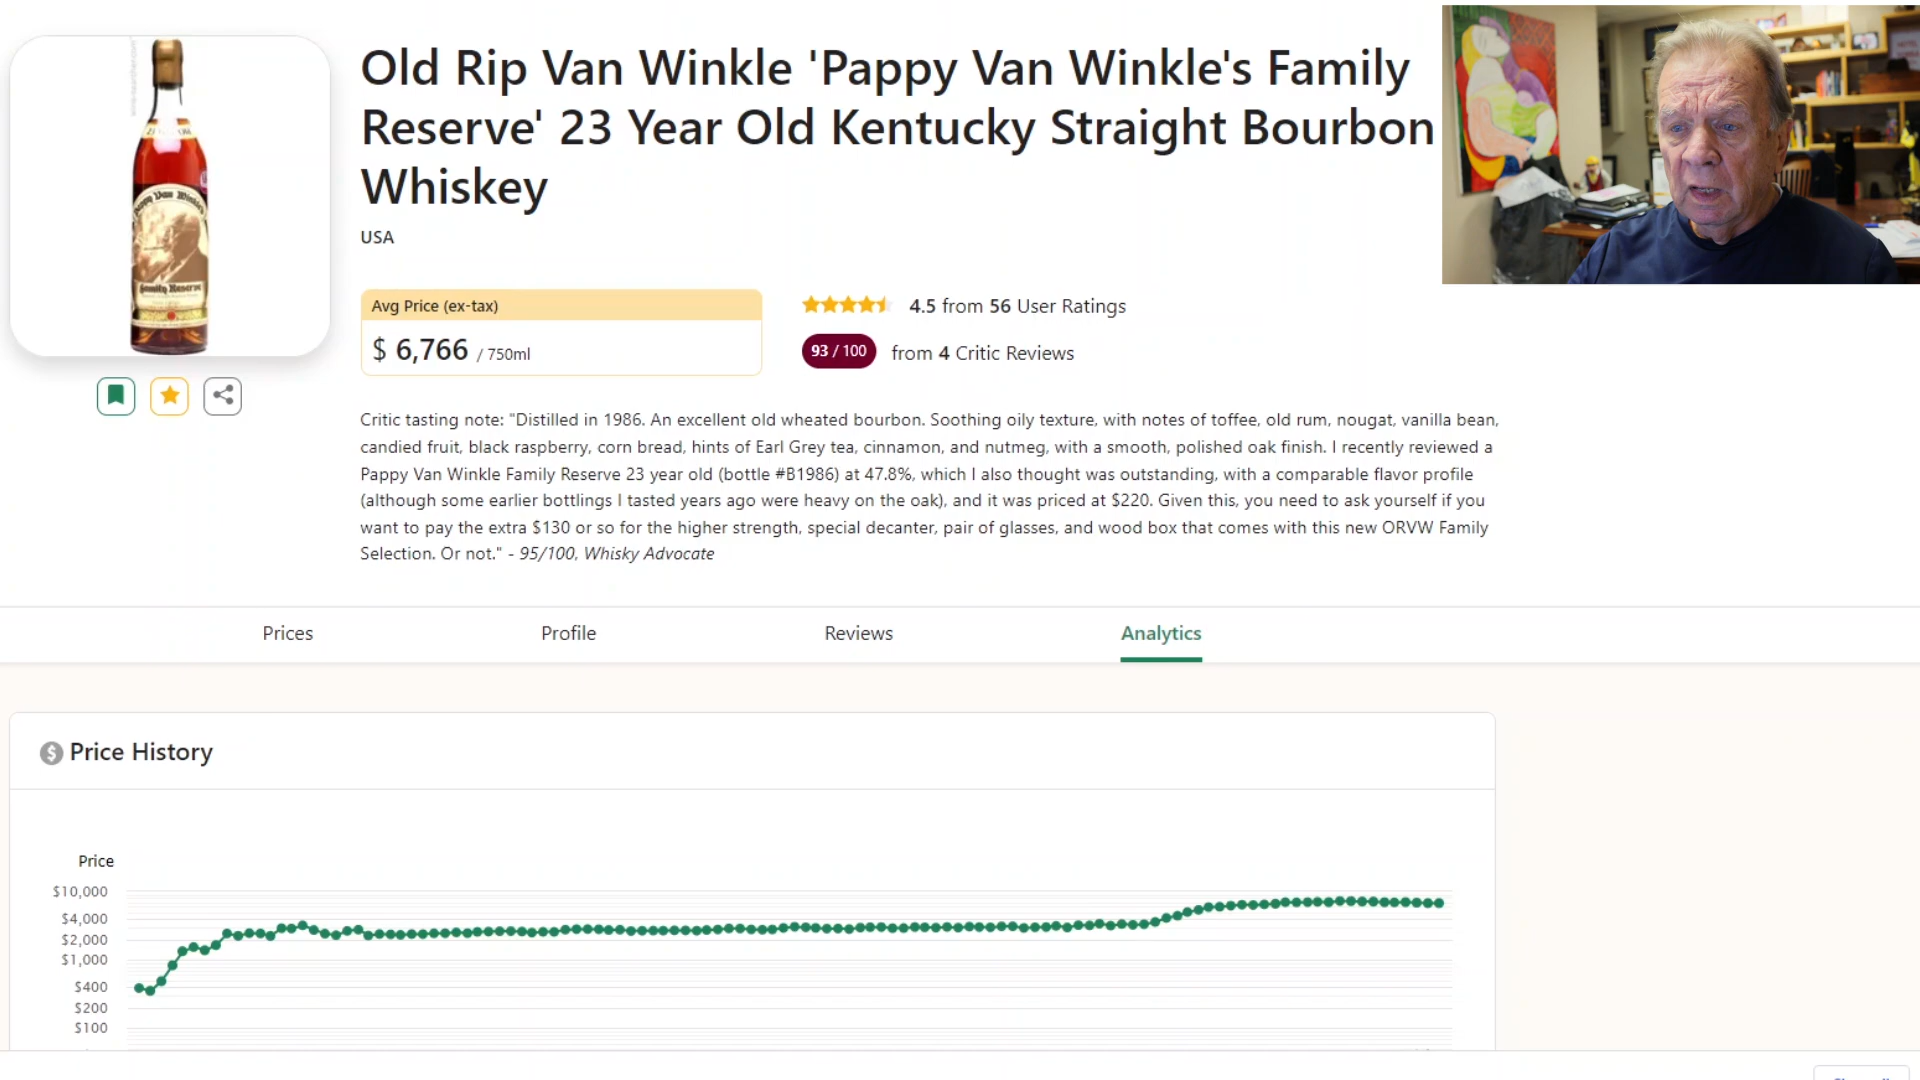 Old Rip Van Winkle 'Pappy Van Winkle's Family
Reserve' 23 Year Old Kentucky Straight Bourbon
Whiskey
USA
Avg Price (ex-tax)
$ 6,766 / 750ml
4.5 from 56 User Ratings
93 / 100 from 4 Critic Reviews
Critic tasting note: "Distilled in 1986. An excellent old wheated bourbon. Soothing oily texture, with notes of toffee, old rum, nougat, vanilla bean,
candied fruit, black raspberry, corn bread, hints of Earl Grey tea, cinnamon, and nutmeg, with a smooth, polished oak finish. I recently reviewed a
Pappy Van Winkle Family Reserve 23 year old (bottle #B1986) at 47.8%, which I also thought was outstanding, with a comparable flavor profile
(although some earlier bottlings I tasted years ago were heavy on the oak), and it was priced at $220. Given this, you need to ask yourself if you
want to pay the extra $130 or so for the higher strength, special decanter, pair of glasses, and wood box that comes with this new ORVW Family
Selection. Or not." - 95/100, Whisky Advocate
Prices
Profile
Reviews
Analytics
$ Price History
Price
$10,000
$4,000
$2,000
$1,000
$400
$200
$100
Pappy Van Winkle's
Family Reserve